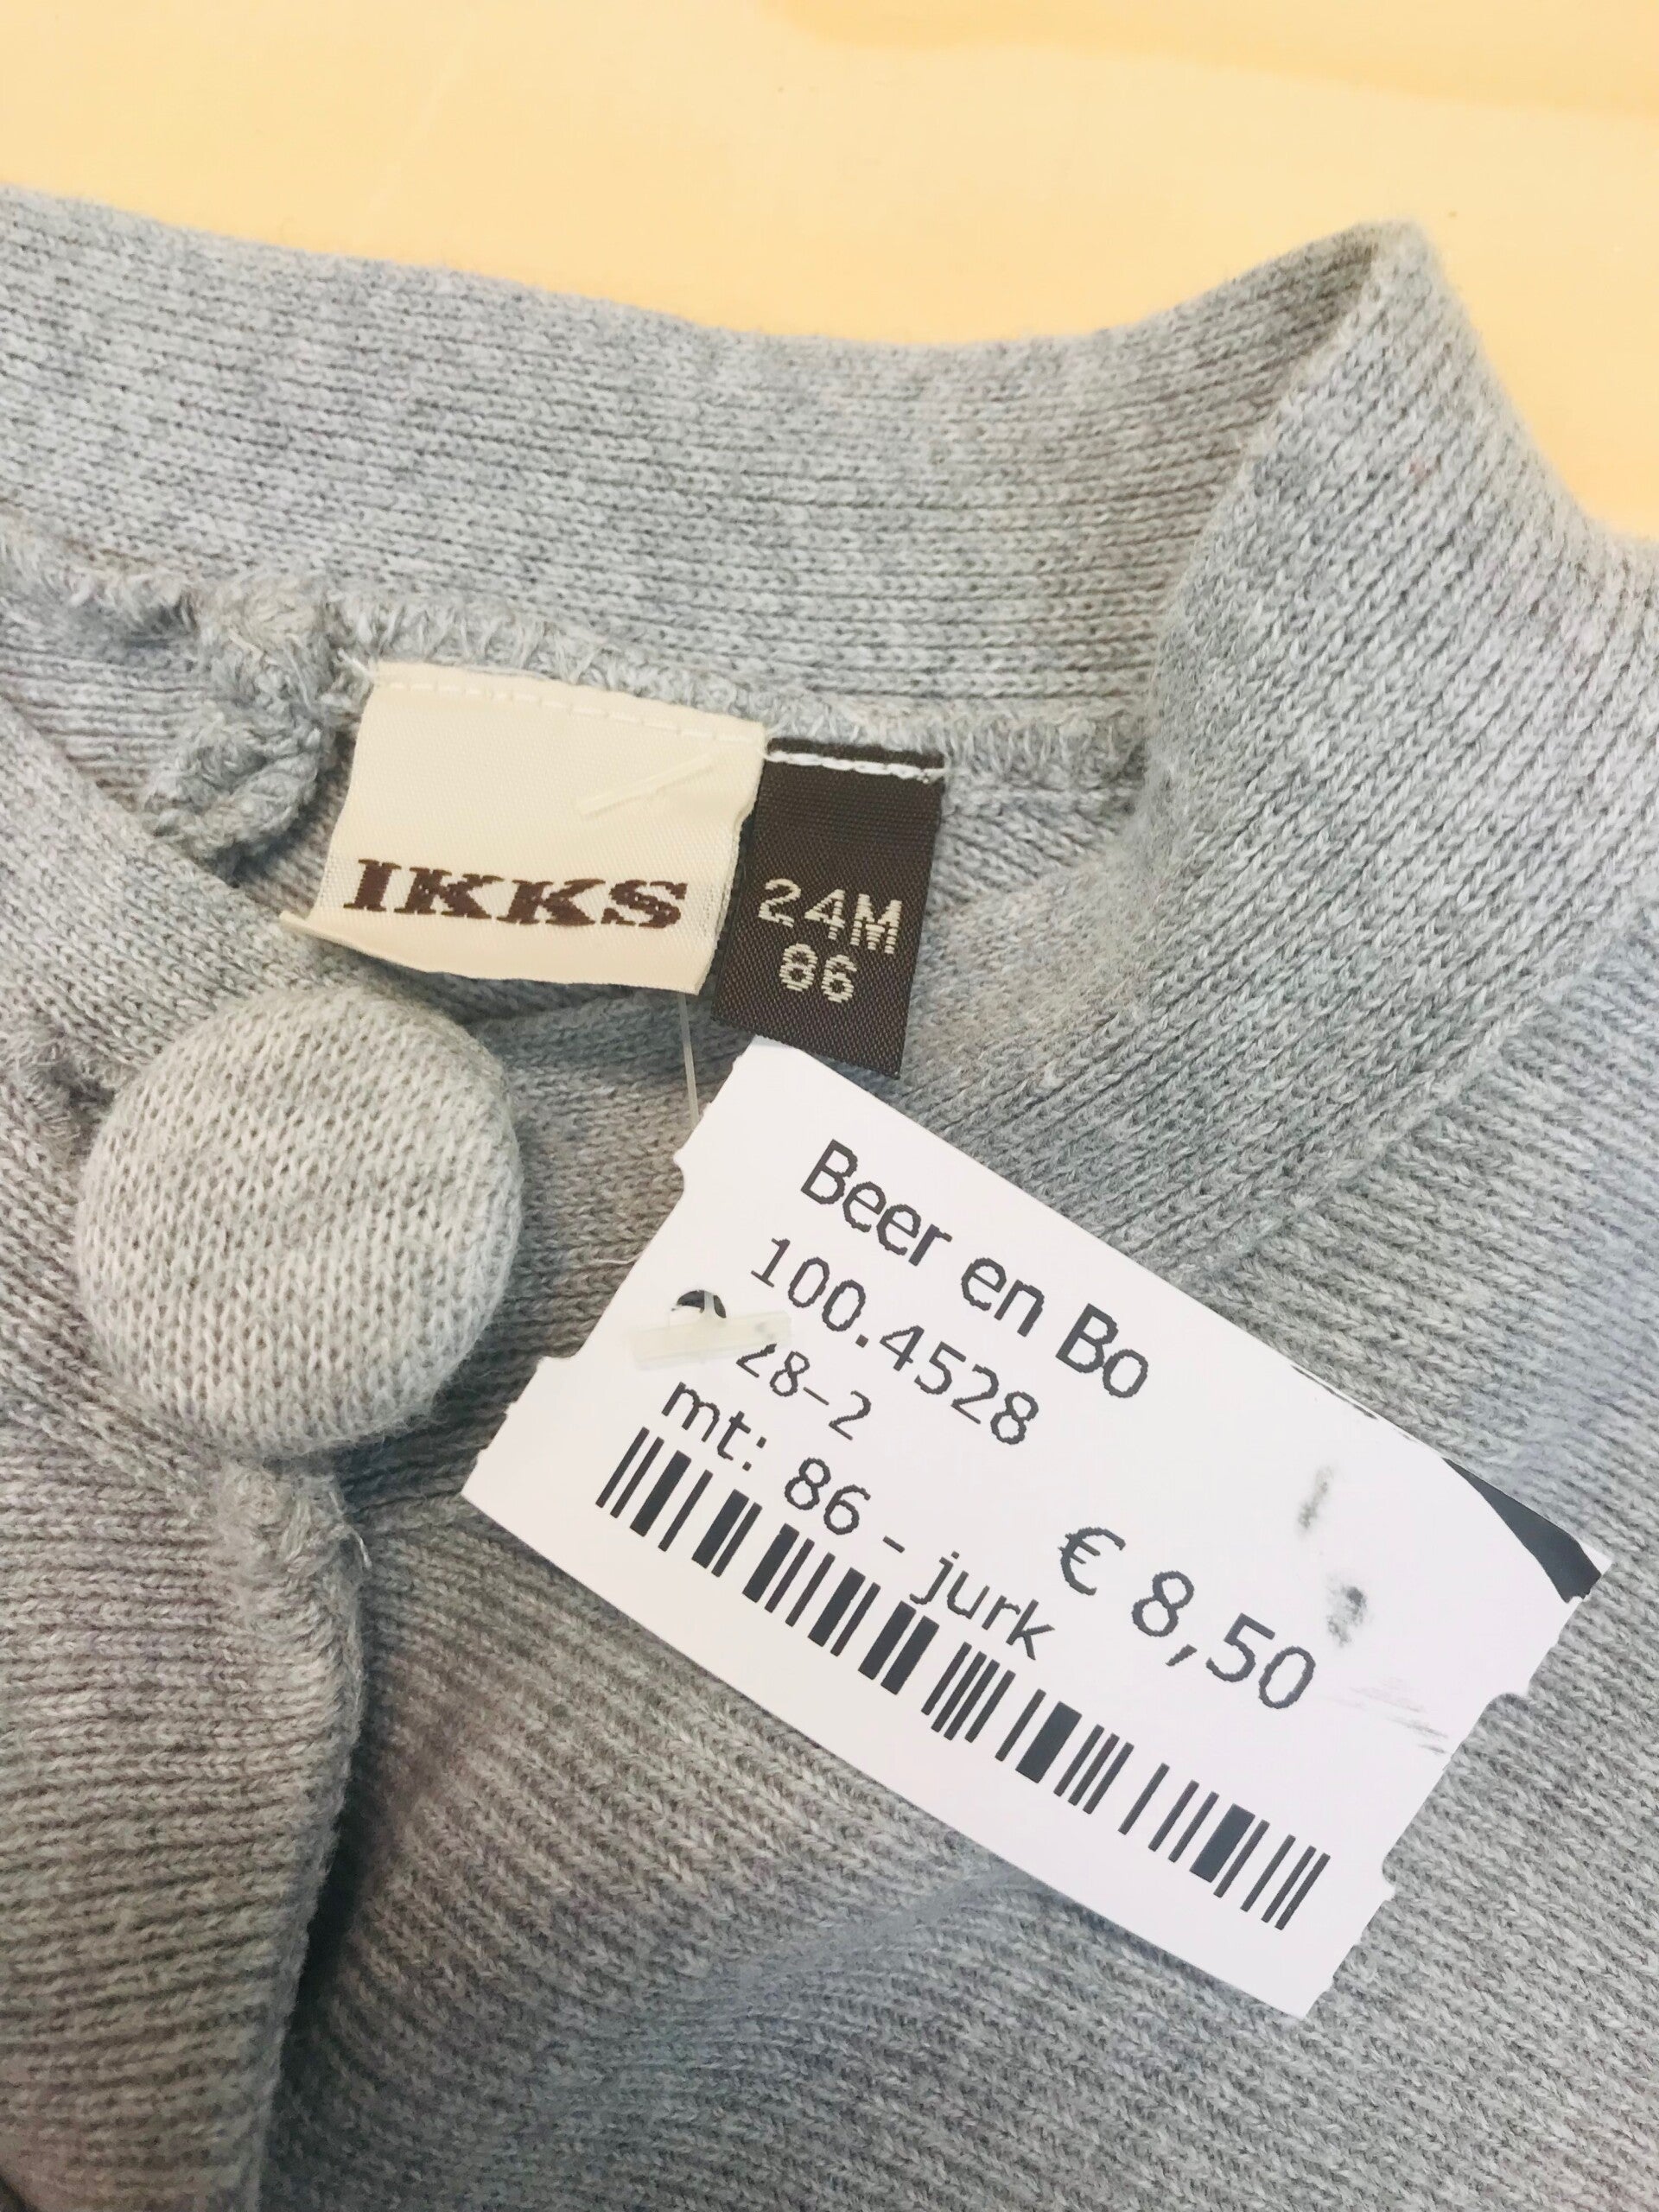 IKKS
24M
86
Beer en Bo
100.4528
28-2
mt: 86 - jurk
€ 8,50